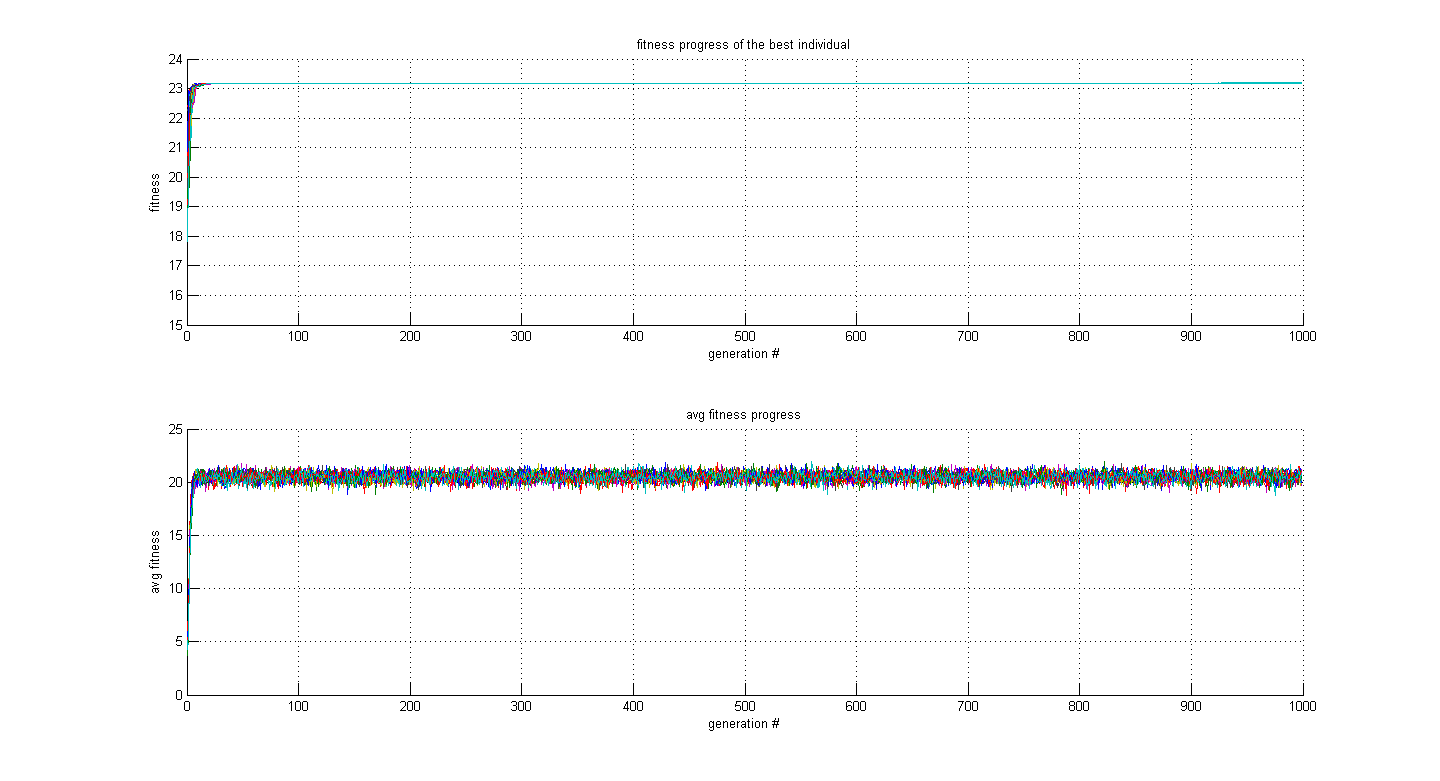 fitness progress of the best individual
24
23
22
21
20
19
18
17
16
15
fitness
0 100 200 300 400 500 600 700 800 900 1000
generation #
avg fitness progress
25
20
15
10
5
0
avg fitness
0 100 200 300 400 500 600 700 800 900 1000
generation #